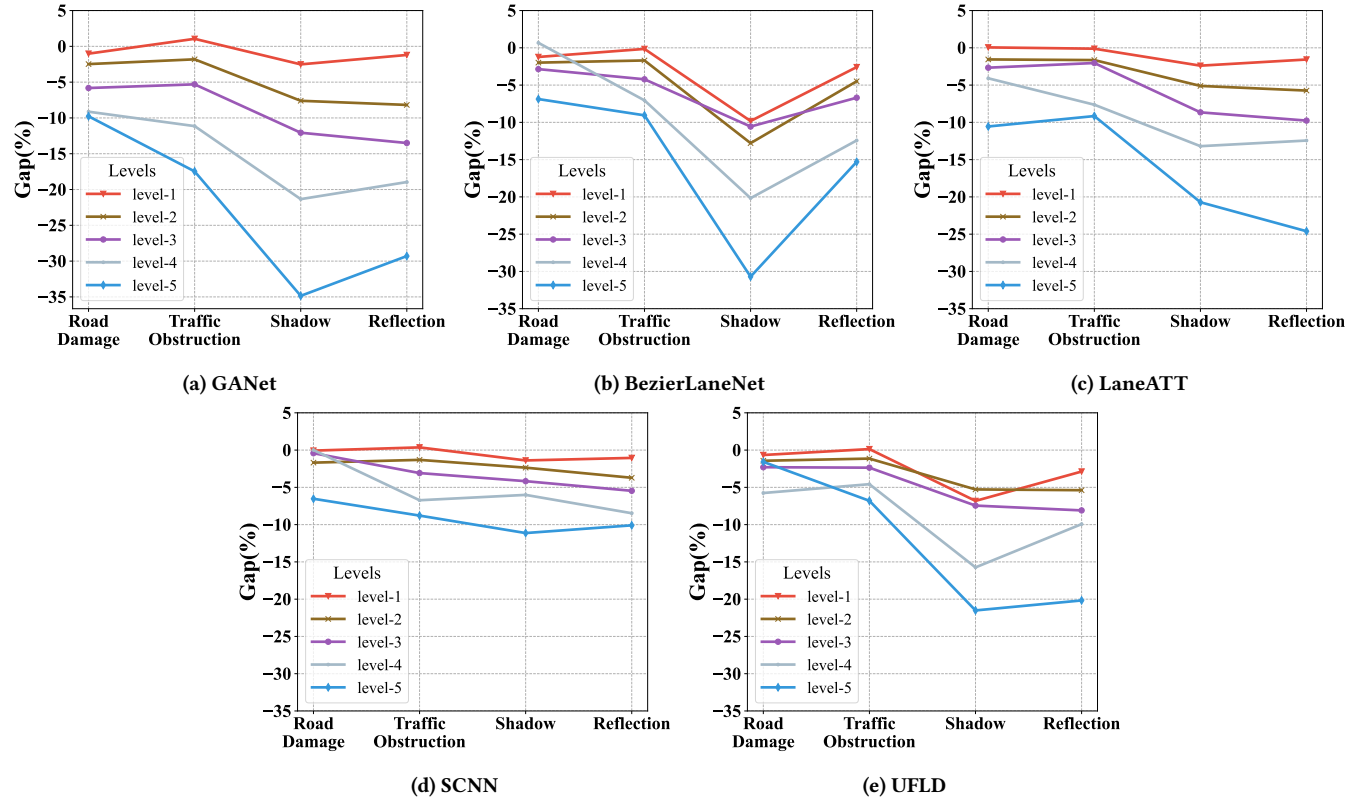 5
0
−5
−10
−15
−20
−25
−30
−35
Gap(%)
Levels
level-1
level-2
level-3
level-4
level-5
Road
Damage
Traffic
Obstruction
Shadow
Reflection
(a) GANet
5
0
−5
−10
−15
−20
−25
−30
−35
Gap(%)
Levels
level-1
level-2
level-3
level-4
level-5
Road
Damage
Traffic
Obstruction
Shadow
Reflection
(b) BezierLaneNet
5
0
−5
−10
−15
−20
−25
−30
−35
Gap(%)
Levels
level-1
level-2
level-3
level-4
level-5
Road
Damage
Traffic
Obstruction
Shadow
Reflection
(c) LaneATT
5
0
−5
−10
−15
−20
−25
−30
−35
Gap(%)
Levels
level-1
level-2
level-3
level-4
level-5
Road
Damage
Traffic
Obstruction
Shadow
Reflection
(d) SCNN
5
0
−5
−10
−15
−20
−25
−30
−35
Gap(%)
Levels
level-1
level-2
level-3
level-4
level-5
Road
Damage
Traffic
Obstruction
Shadow
Reflection
(e) UFLD